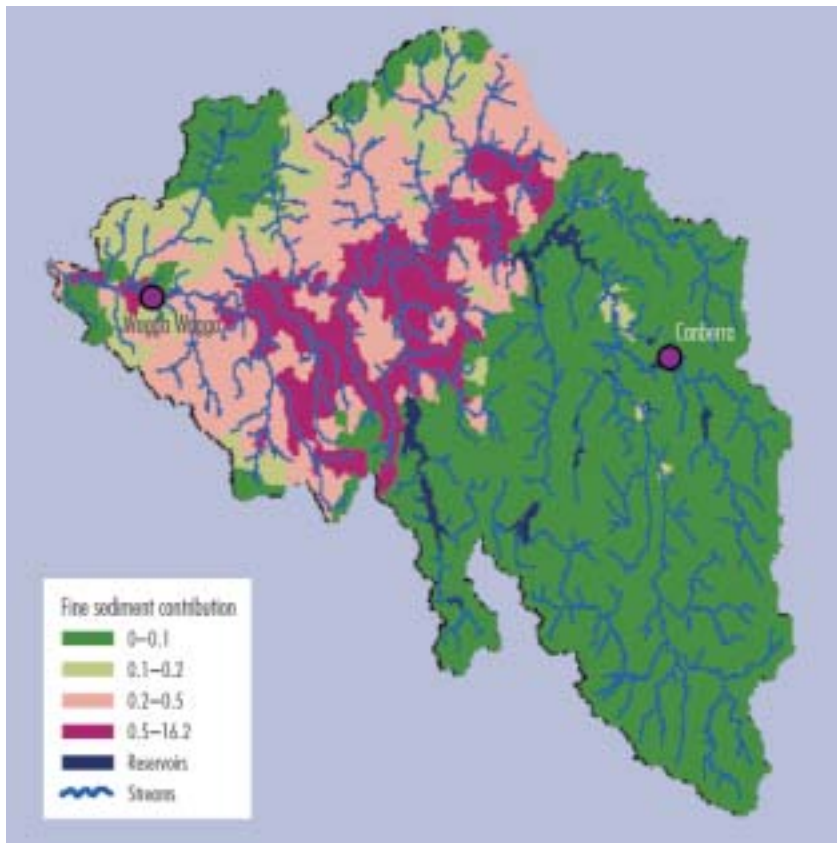 Wagga Wagga
Canberra
Fine sediment contribution
0–0.1
0.1–0.2
0.2–0.5
0.5–16.2
Reservoirs
Streams